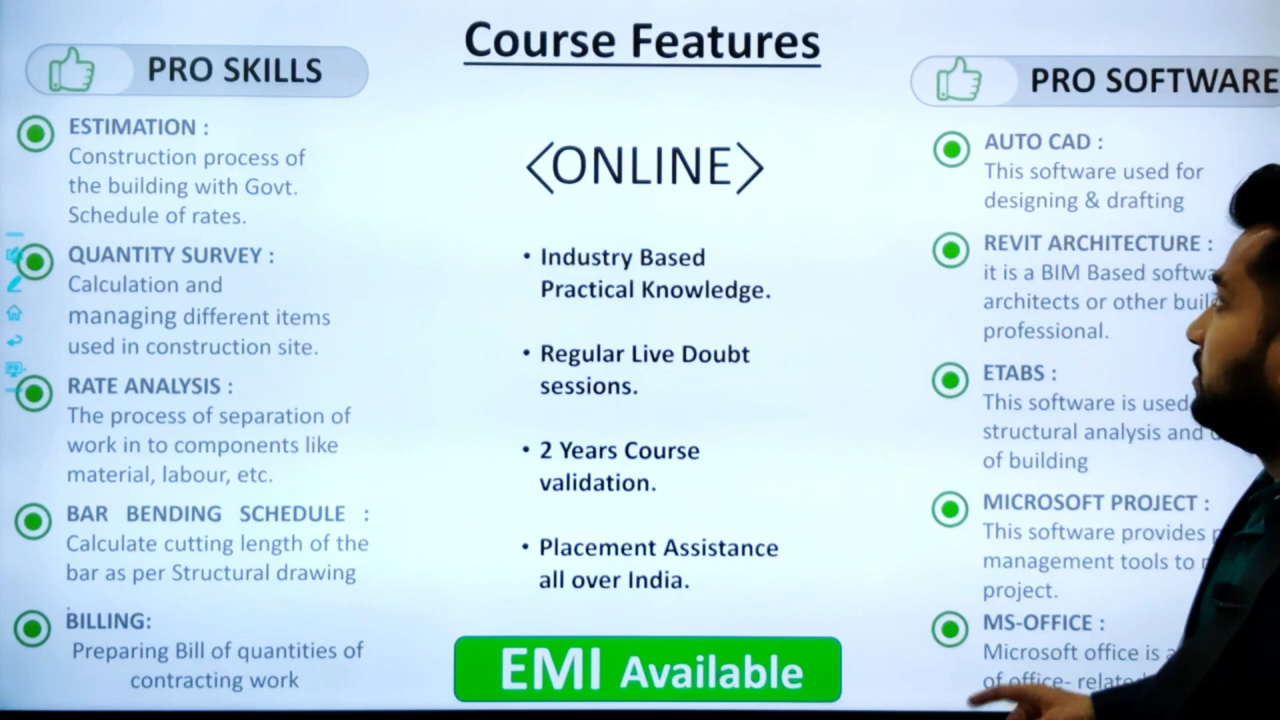 Course Features
PRO SKILLS
ESTIMATION :
Construction process of
the building with Govt.
Schedule of rates.
QUANTITY SURVEY :
Calculation and
managing different items
used in construction site.
RATE ANALYSIS :
The process of separation of
work in to components like
material, labour, etc.
BAR BENDING SCHEDULE :
Calculate cutting length of the
bar as per Structural drawing
BILLING:
Preparing Bill of quantities of
contracting work
<ONLINE>
• Industry Based
Practical Knowledge.
• Regular Live Doubt
sessions.
• 2 Years Course
validation.
• Placement Assistance
all over India.
EMI Available
PRO SOFTWARE
AUTO CAD :
This software used for
designing & drafting
REVIT ARCHITECTURE :
it is a BIM Based
architects or other
professional.
ETABS :
This software is used
structural analysis and
of building
MICROSOFT PROJECT :
This software provides
management tools to
project.
MS-OFFICE :
Microsoft office is
of office-